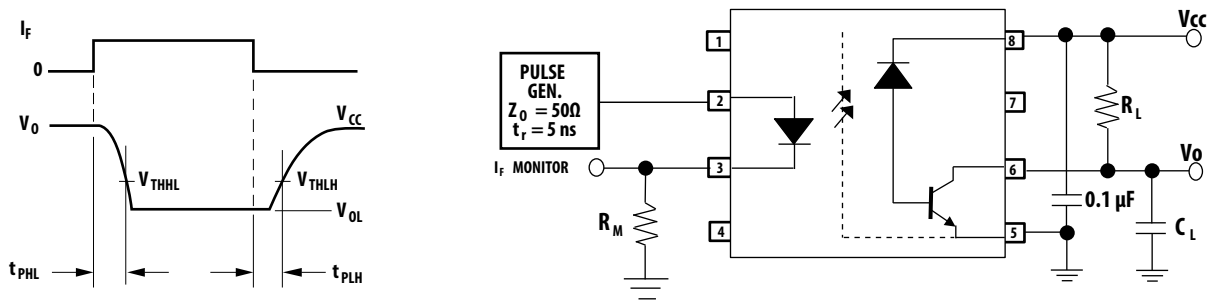 I_F
0
V_O
V_CC
V_THHL
V_THLH
V_OL
t_PHL
t_PLH
PULSE
GEN.
Z_O = 50Ω
t_r = 5 ns
I_F MONITOR
R_M
1
2
3
4
8
7
6
5
Vcc
R_L
Vo
0.1 µF
C_L